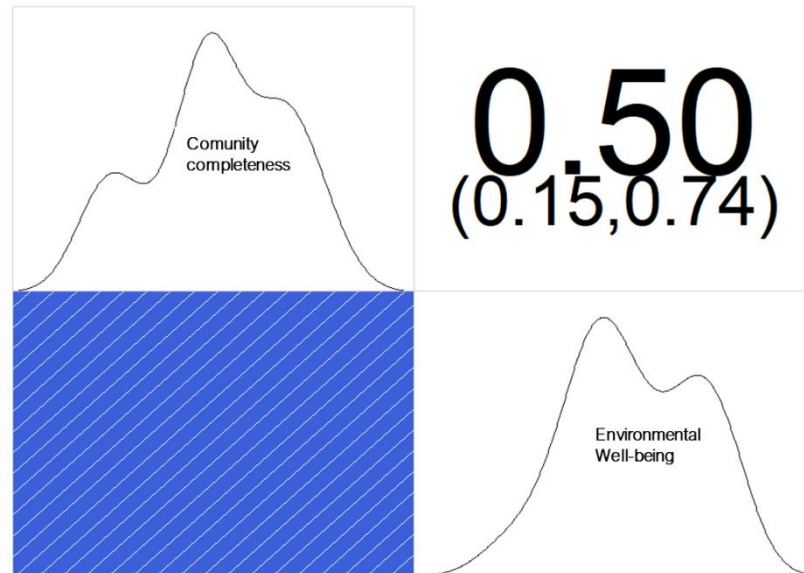 Comunity
completeness
0.50
(0.15,0.74)
Environmental
Well-being